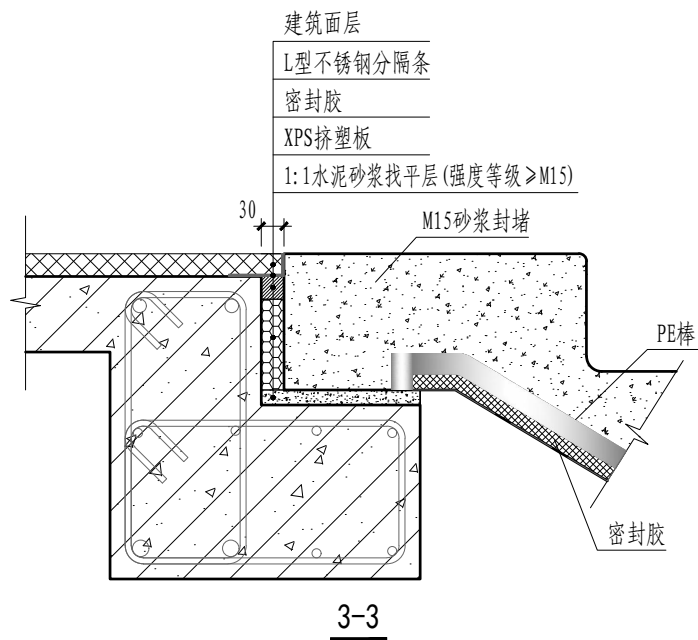 建筑面层
L型不锈钢分隔条
密封胶
XPS挤塑板
1:1水泥砂浆找平层(强度等级≥M15)
30
M15砂浆封堵
PE棒
密封胶
3-3